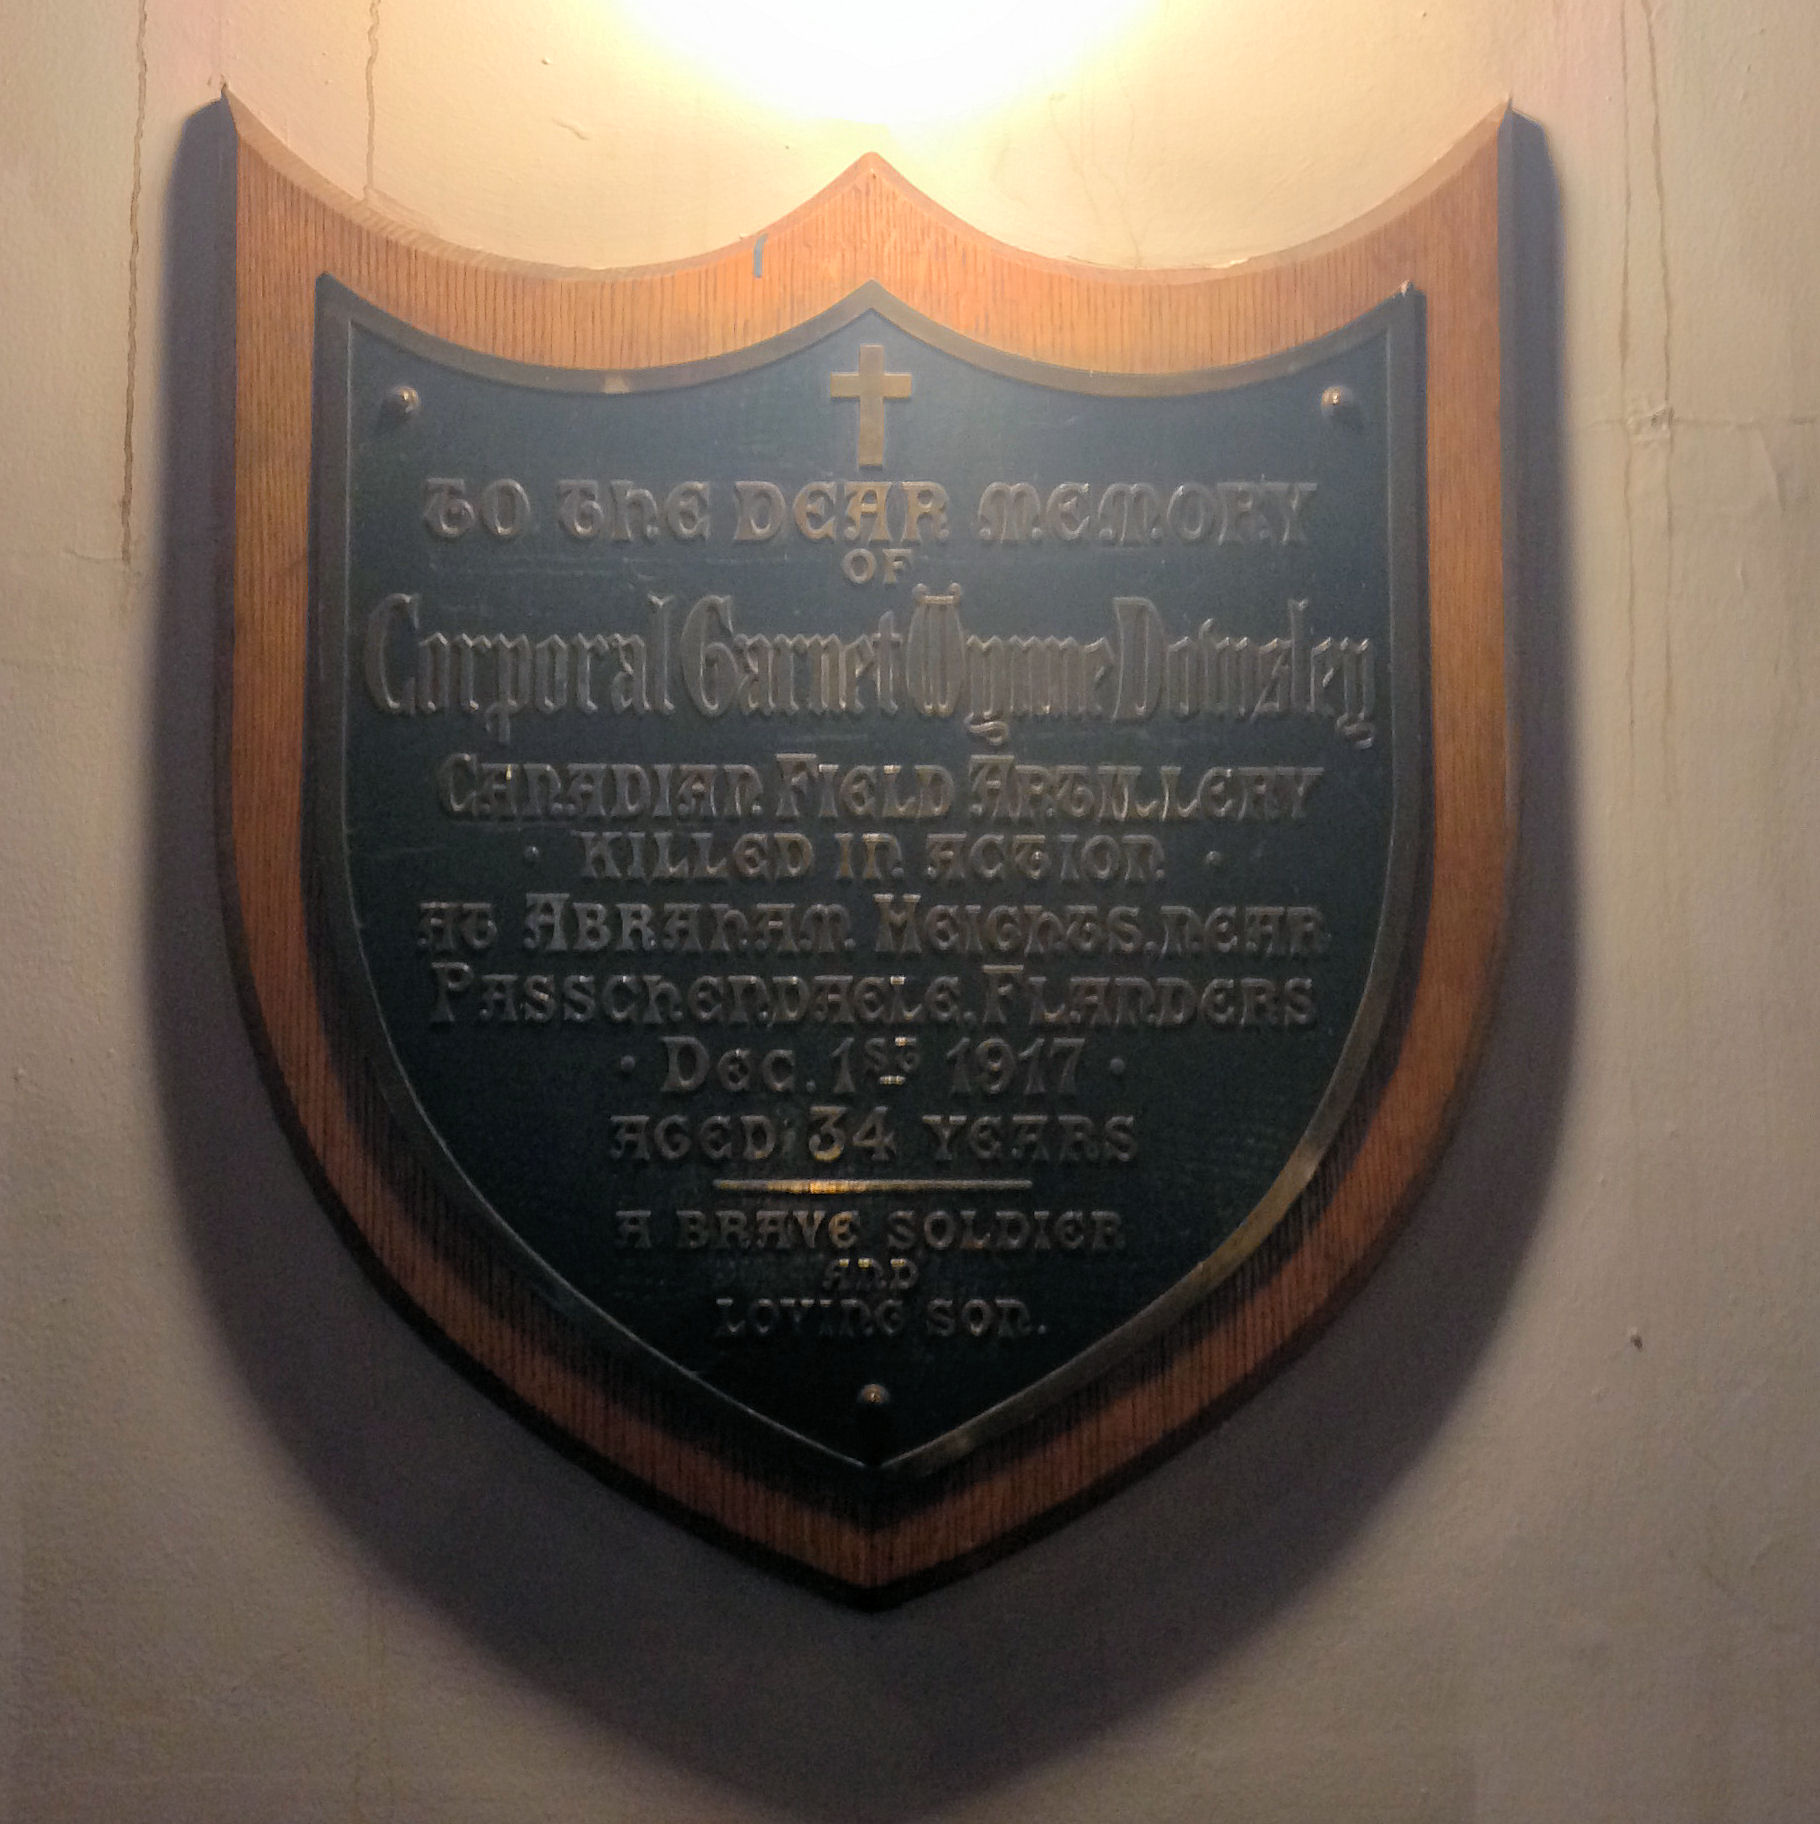 TO THE DEAR MEMORY
OF
Corporal Garnet Wynne Dowsley
CANADIAN FIELD ARTILLERY
· KILLED IN ACTION ·
AT ABRAHAM HEIGHTS, NEAR
PASSCHENDAELE, FLANDERS
· DEC. 1ST 1917 ·
AGED 34 YEARS
A BRAVE SOLDIER
AND
LOVING SON.